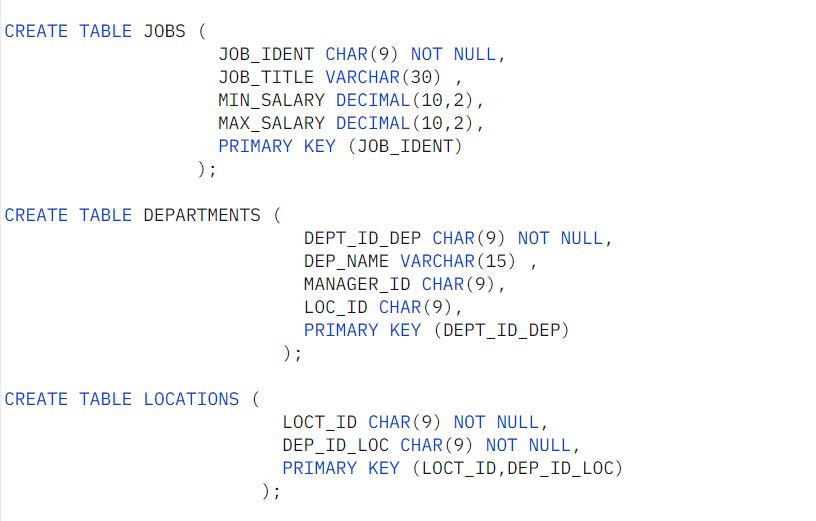 CREATE TABLE JOBS (
JOB_IDENT CHAR(9) NOT NULL,
JOB_TITLE VARCHAR(30) ,
MIN_SALARY DECIMAL(10,2),
MAX_SALARY DECIMAL(10,2),
PRIMARY KEY (JOB_IDENT)
);
CREATE TABLE DEPARTMENTS (
DEPT_ID_DEP CHAR(9) NOT NULL,
DEP_NAME VARCHAR(15) ,
MANAGER_ID CHAR(9),
LOC_ID CHAR(9),
PRIMARY KEY (DEPT_ID_DEP)
);
CREATE TABLE LOCATIONS (
LOCT_ID CHAR(9) NOT NULL,
DEP_ID_LOC CHAR(9) NOT NULL,
PRIMARY KEY (LOCT_ID,DEP_ID_LOC)
);